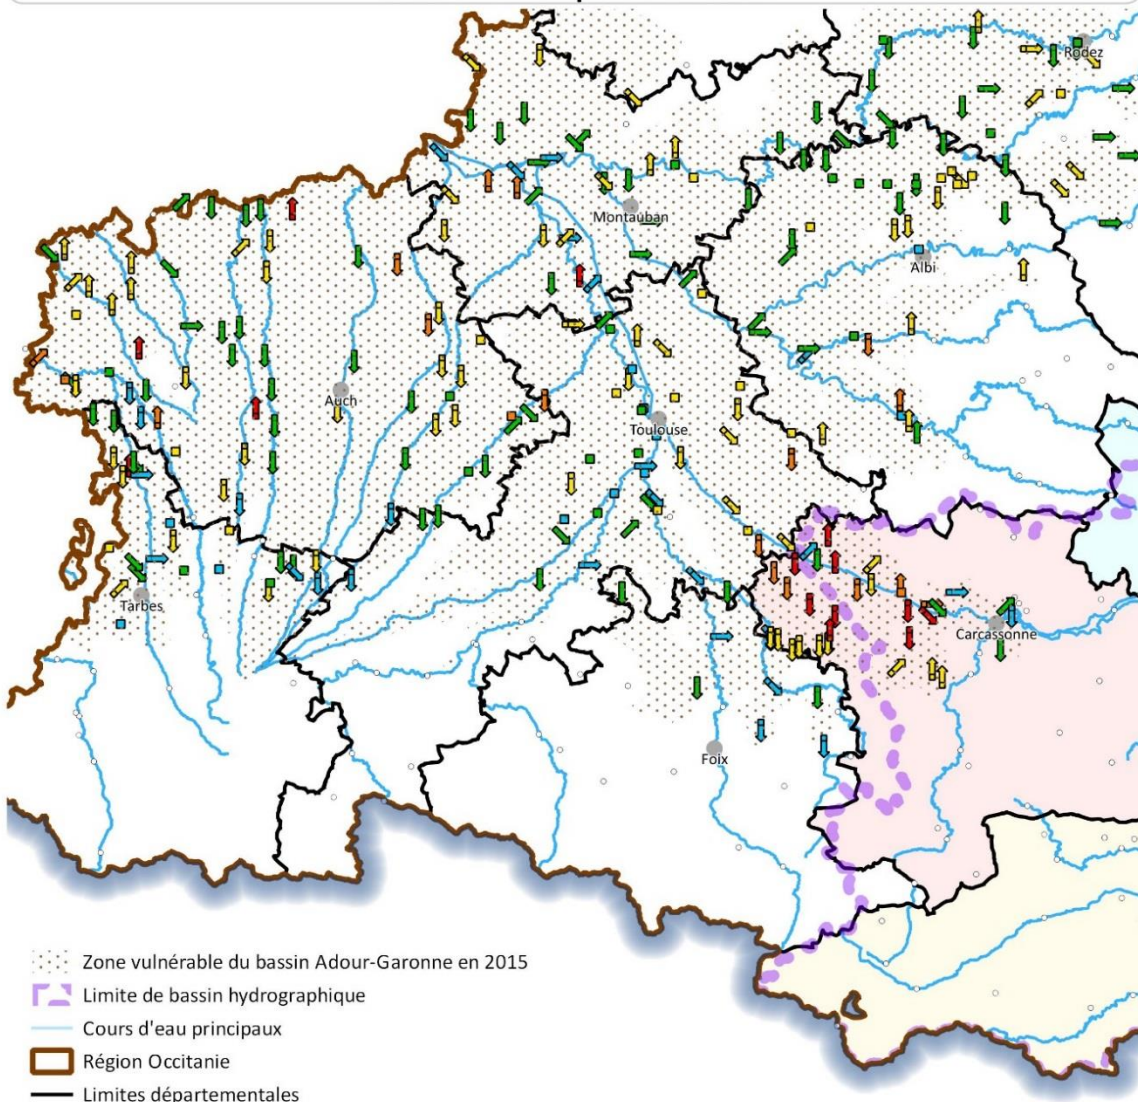 Rodez
Montauban
Albi
Auch
Toulouse
Tarbes
Carcassonne
Foix
Zone vulnérable du bassin Adour-Garonne en 2015
Limite de bassin hydrographique
Cours d'eau principaux
Région Occitanie
Limites départementales